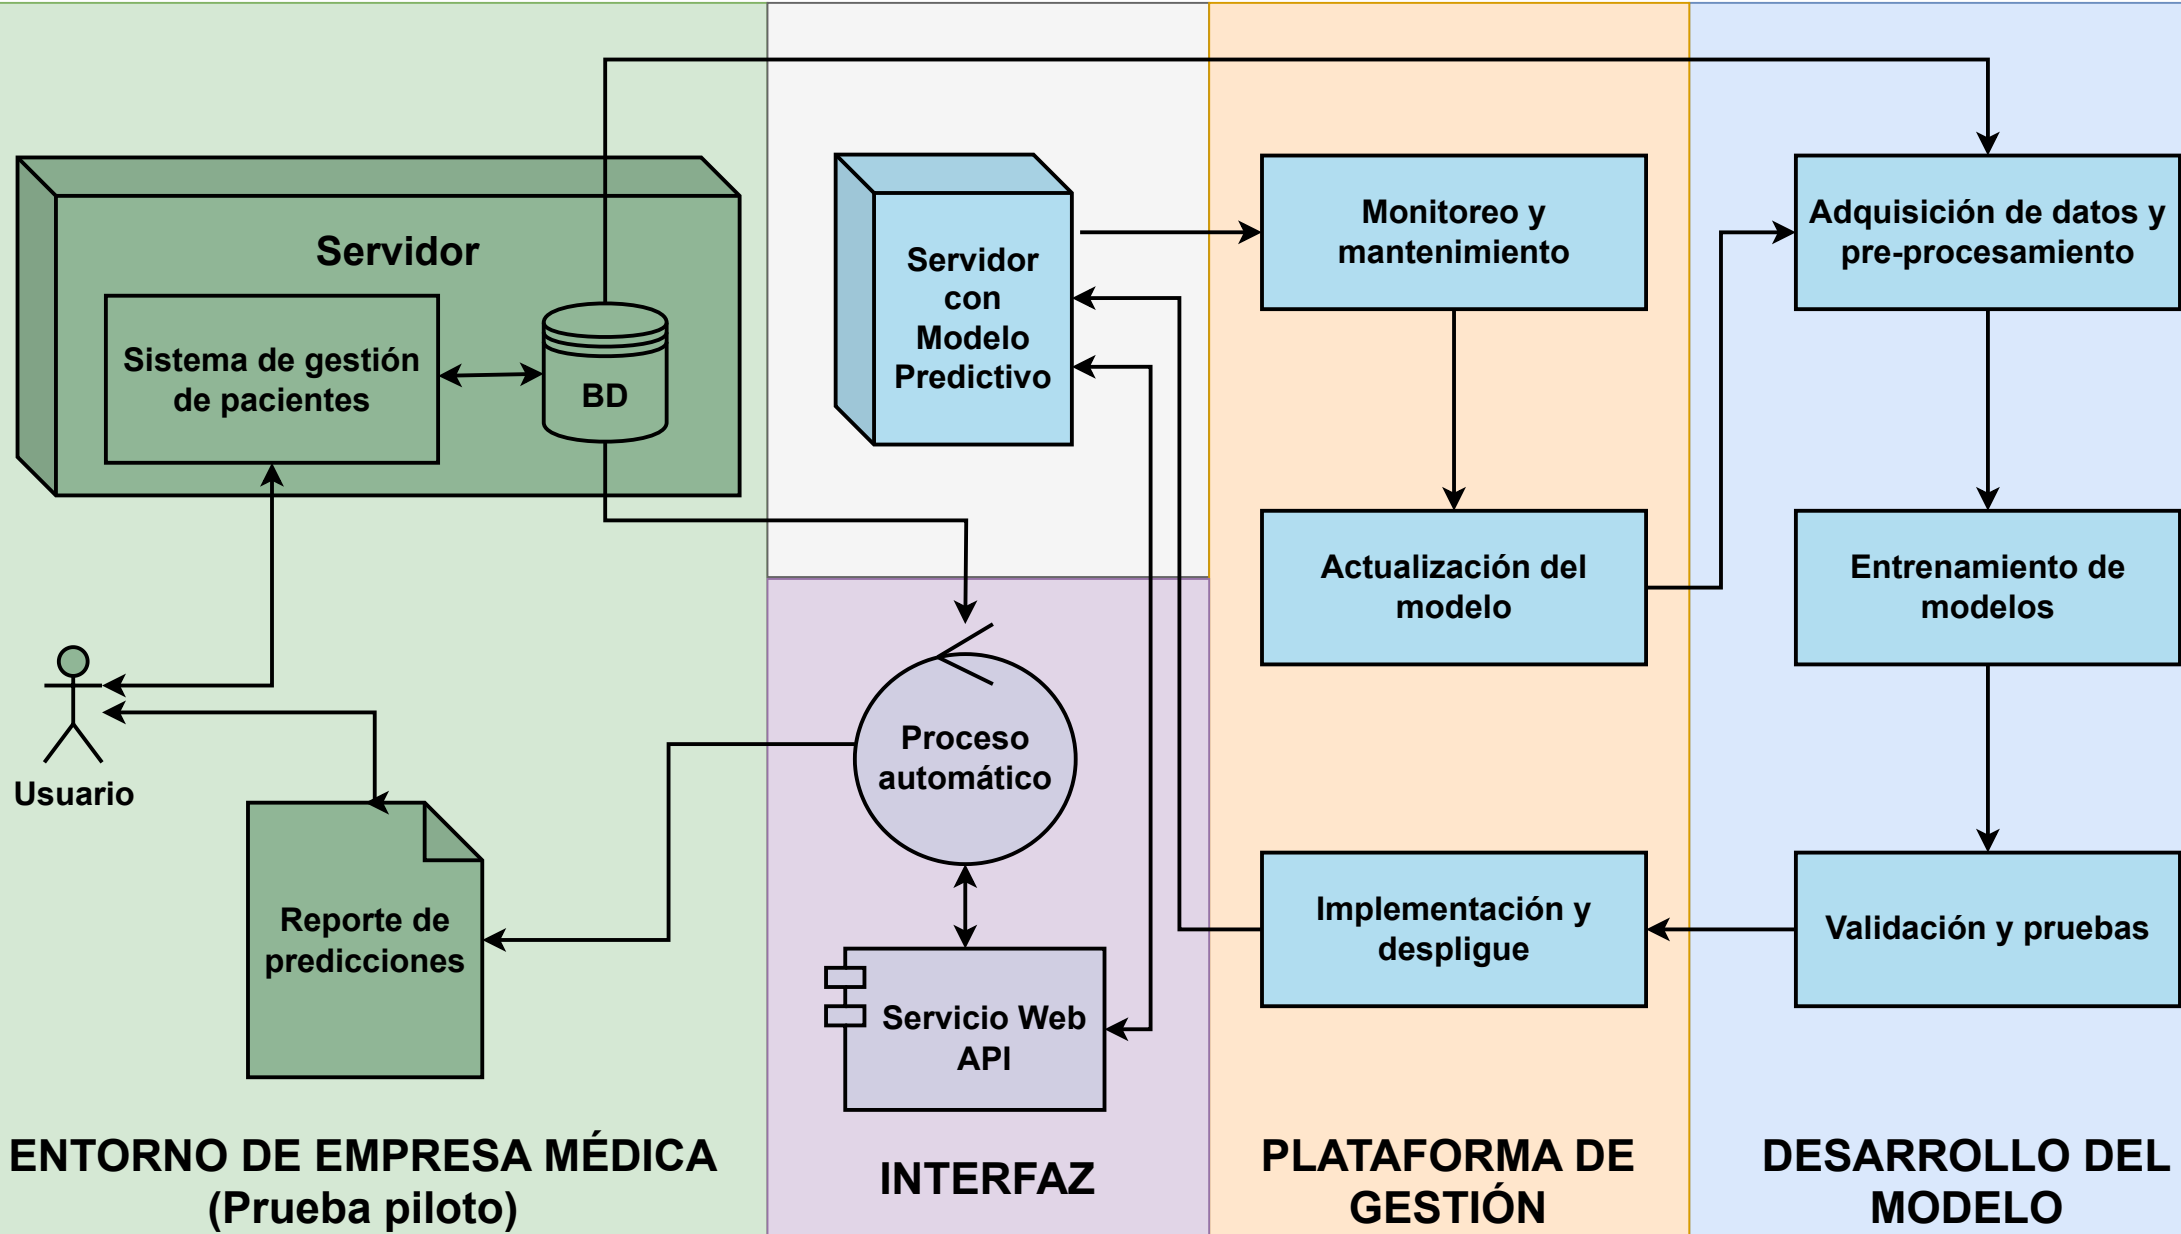 Servidor
Sistema de gestión
de pacientes
BD
Usuario
Reporte de
predicciones
ENTORNO DE EMPRESA MÉDICA
(Prueba piloto)
Servidor
con
Modelo
Predictivo
Proceso
automático
Servicio Web
API
INTERFAZ
Monitoreo y
mantenimiento
Actualización del
modelo
Implementación y
despligue
PLATAFORMA DE
GESTIÓN
Adquisición de datos y
pre-procesamiento
Entrenamiento de
modelos
Validación y pruebas
DESARROLLO DEL
MODELO